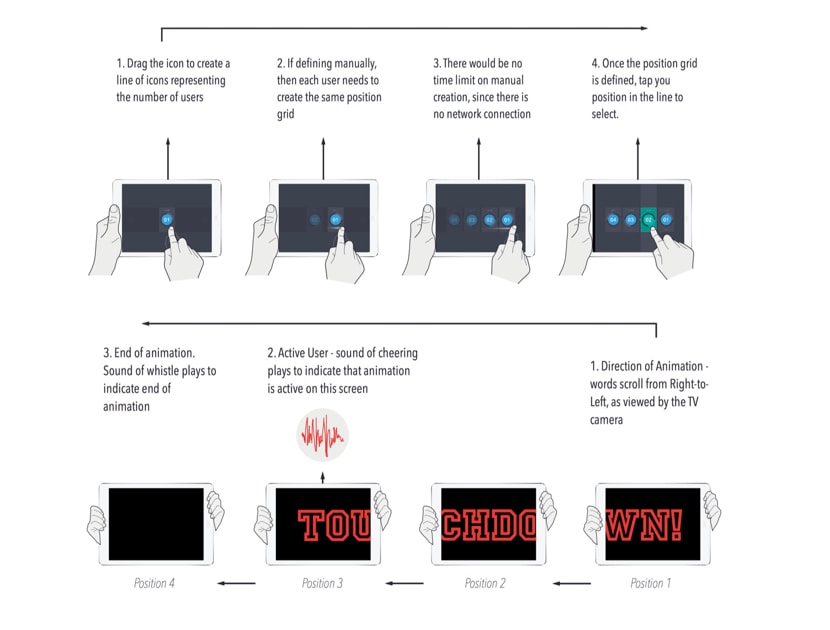 1. Drag the icon to create a
line of icons representing
the number of users
2. If defining manually,
then each user needs to
create the same position
grid
3. There would be no
time limit on manual
creation, since there is
no network connection
4. Once the position grid
is defined, tap you
position in the line to
select.
01
02 01
04 03 02 01
04 03 02 01
3. End of animation.
Sound of whistle plays to
indicate end of
animation
2. Active User - sound of cheering
plays to indicate that animation
is active on this screen
1. Direction of Animation -
words scroll from Right-to-
Left, as viewed by the TV
camera
TOU
CHDO
WN!
Position 4
Position 3
Position 2
Position 1